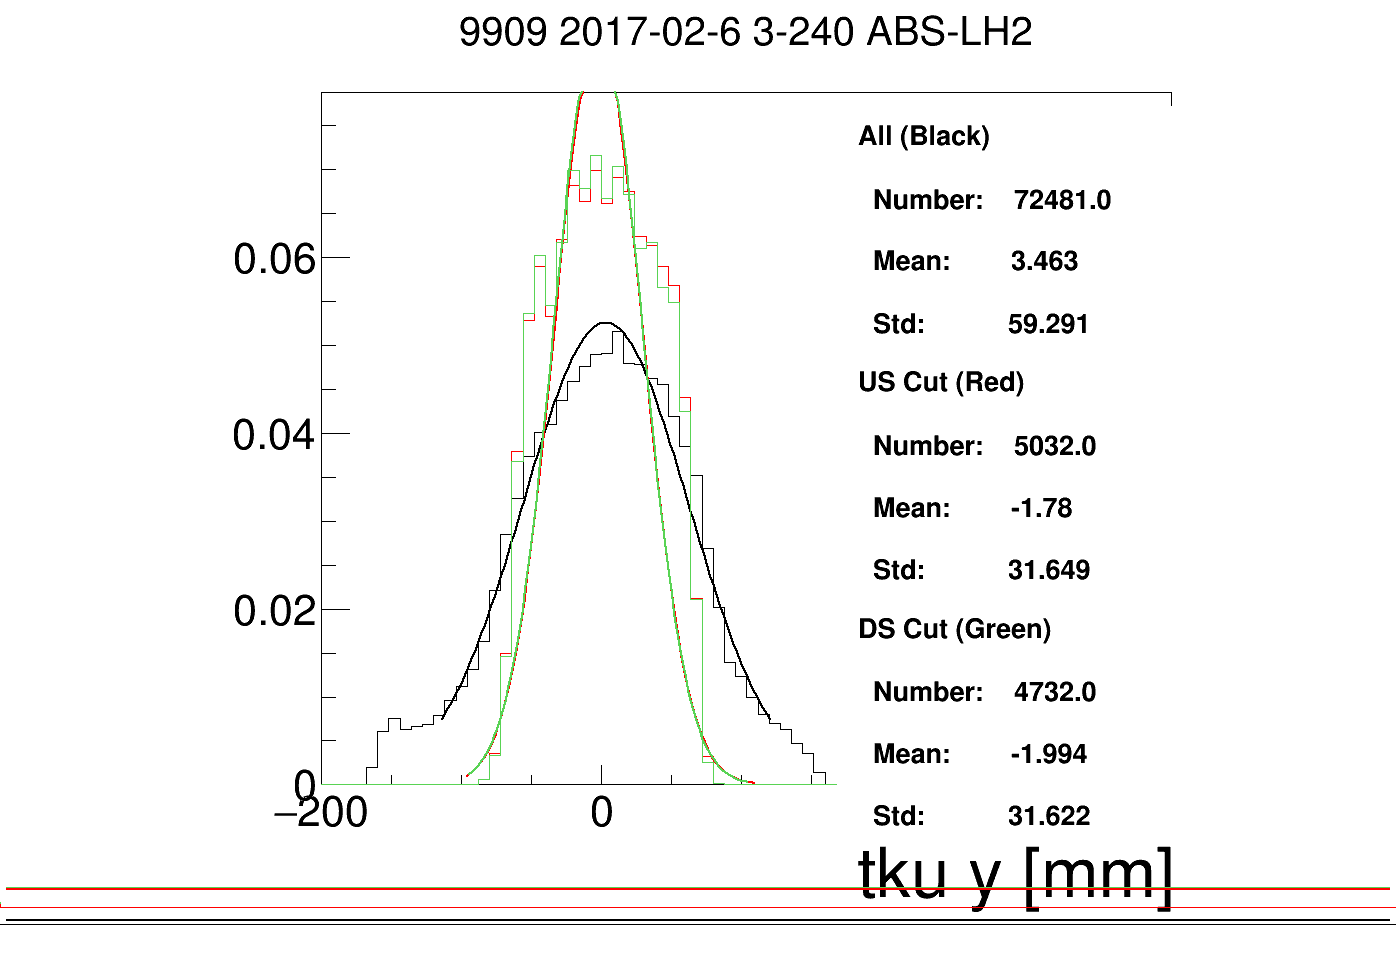 9909 2017-02-6 3-240 ABS-LH2
All (Black)
Number: 72481.0
Mean: 3.463
Std: 59.291
US Cut (Red)
Number: 5032.0
Mean: -1.78
Std: 31.649
DS Cut (Green)
Number: 4732.0
Mean: -1.994
Std: 31.622
0.06
0.04
0.02
0
−200
0
tku y [mm]